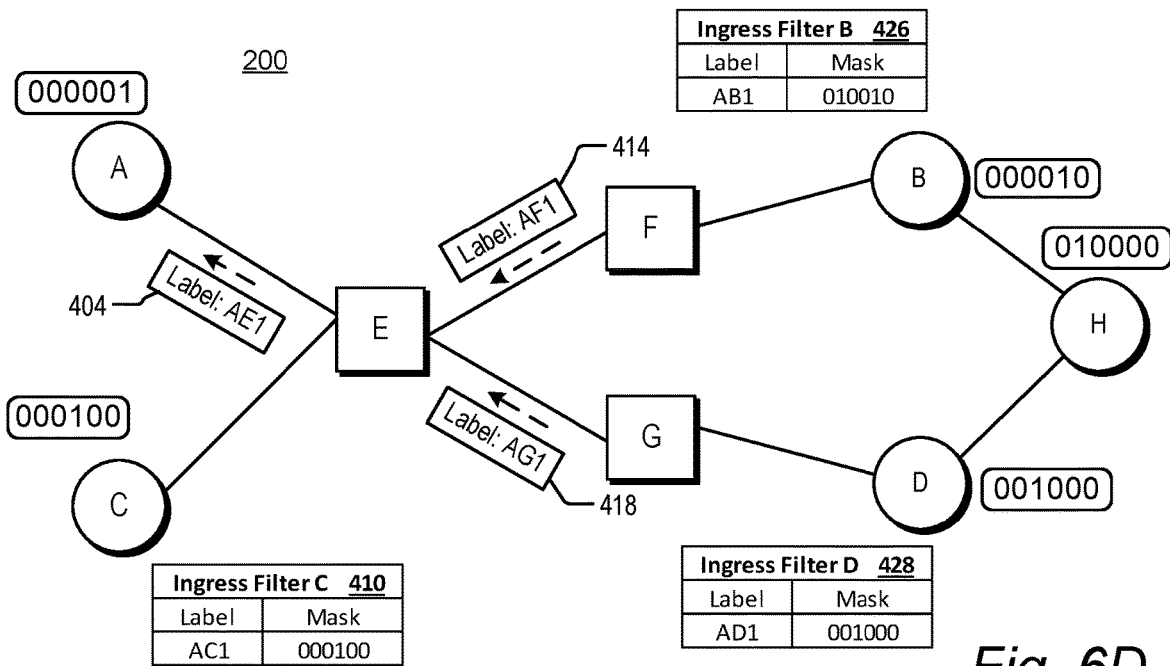 Ingress Filter B 426
Label Mask
AB1 010010
200
000001
A
414
Label: AF1
F
B
000010
010000
Label: AE1
404
E
H
000100
Label: AG1
G
C
418
D
001000
Ingress Filter C 410
Label Mask
AC1 000100
Ingress Filter D 428
Label Mask
AD1 001000
Fig. 6D